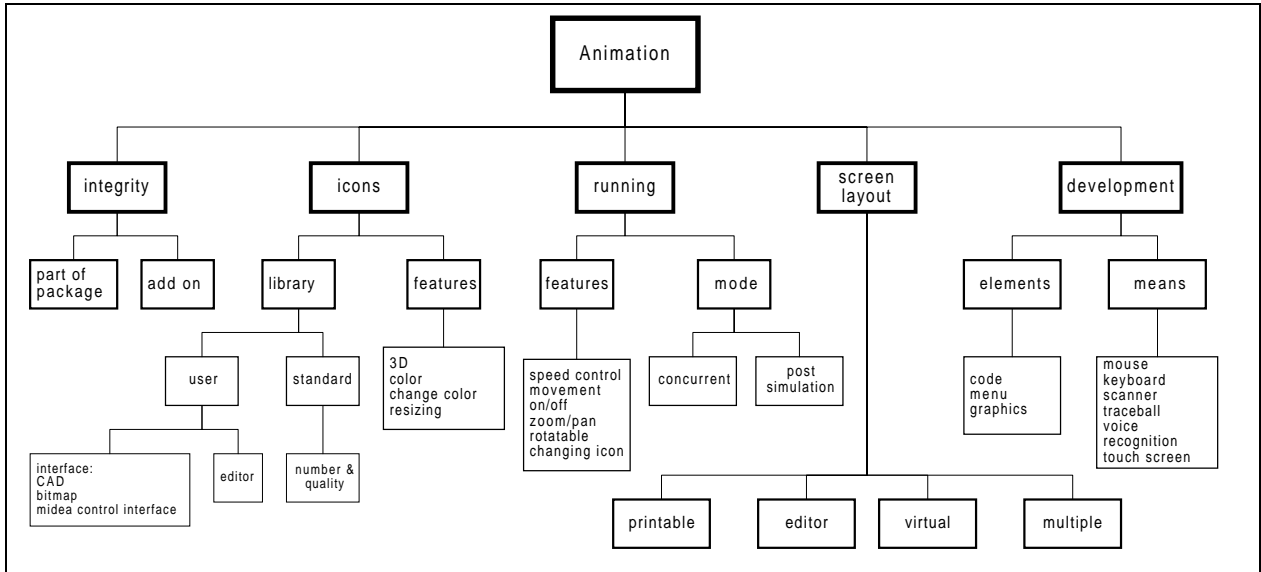 Animation
integrity
icons
running
screen
layout
development
part of
package
add on
library
features
features
mode
elements
means
user
standard
3D
color
change color
resizing
speed control
movement
on/off
zoom/pan
rotatable
changing icon
concurrent
post
simulation
code
menu
graphics
mouse
keyboard
scanner
traceball
voice
recognition
touch screen
interface:
CAD
bitmap
midea control interface
editor
number &
quality
printable
editor
virtual
multiple